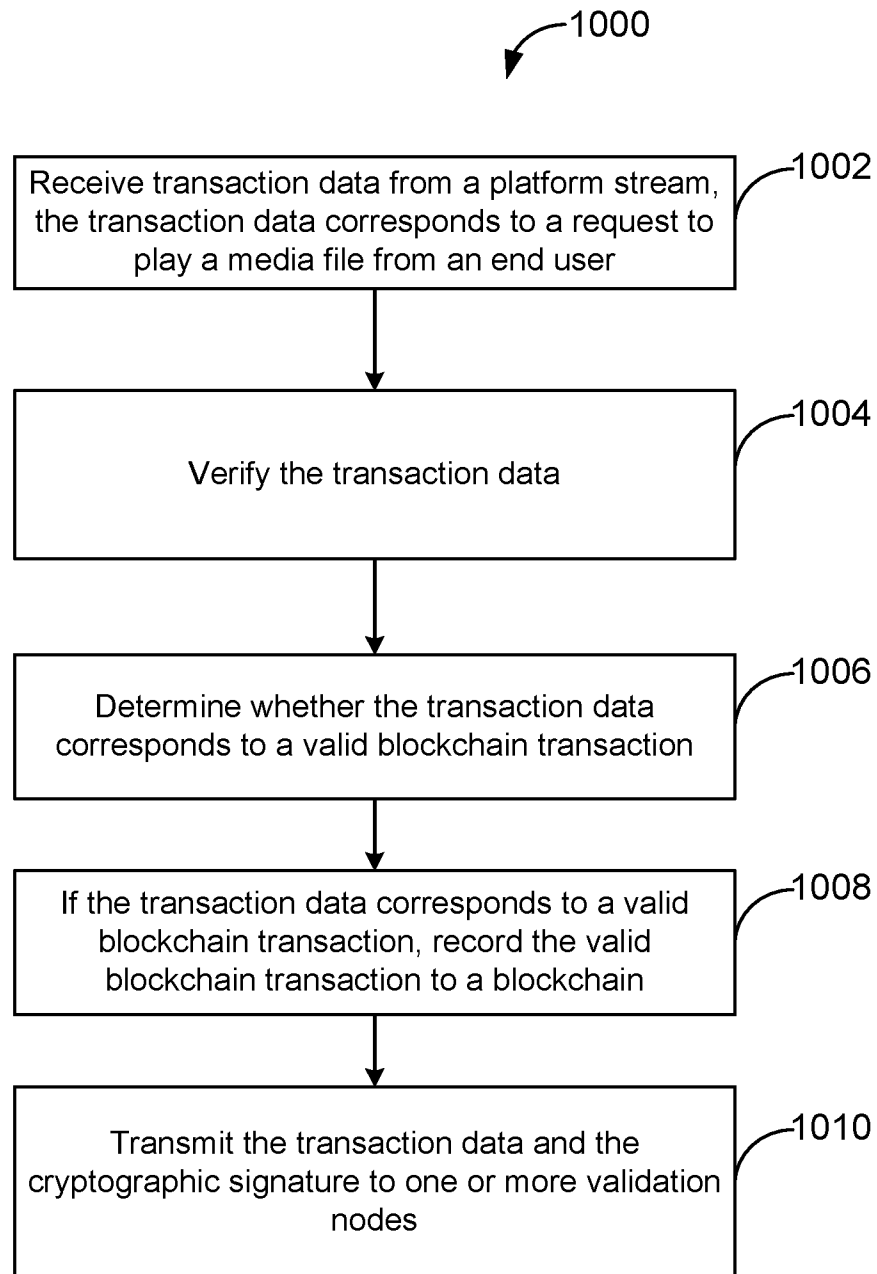 1000
1002
Receive transaction data from a platform stream,
the transaction data corresponds to a request to
play a media file from an end user
1004
Verify the transaction data
1006
Determine whether the transaction data
corresponds to a valid blockchain transaction
1008
If the transaction data corresponds to a valid
blockchain transaction, record the valid
blockchain transaction to a blockchain
1010
Transmit the transaction data and the
cryptographic signature to one or more validation
nodes